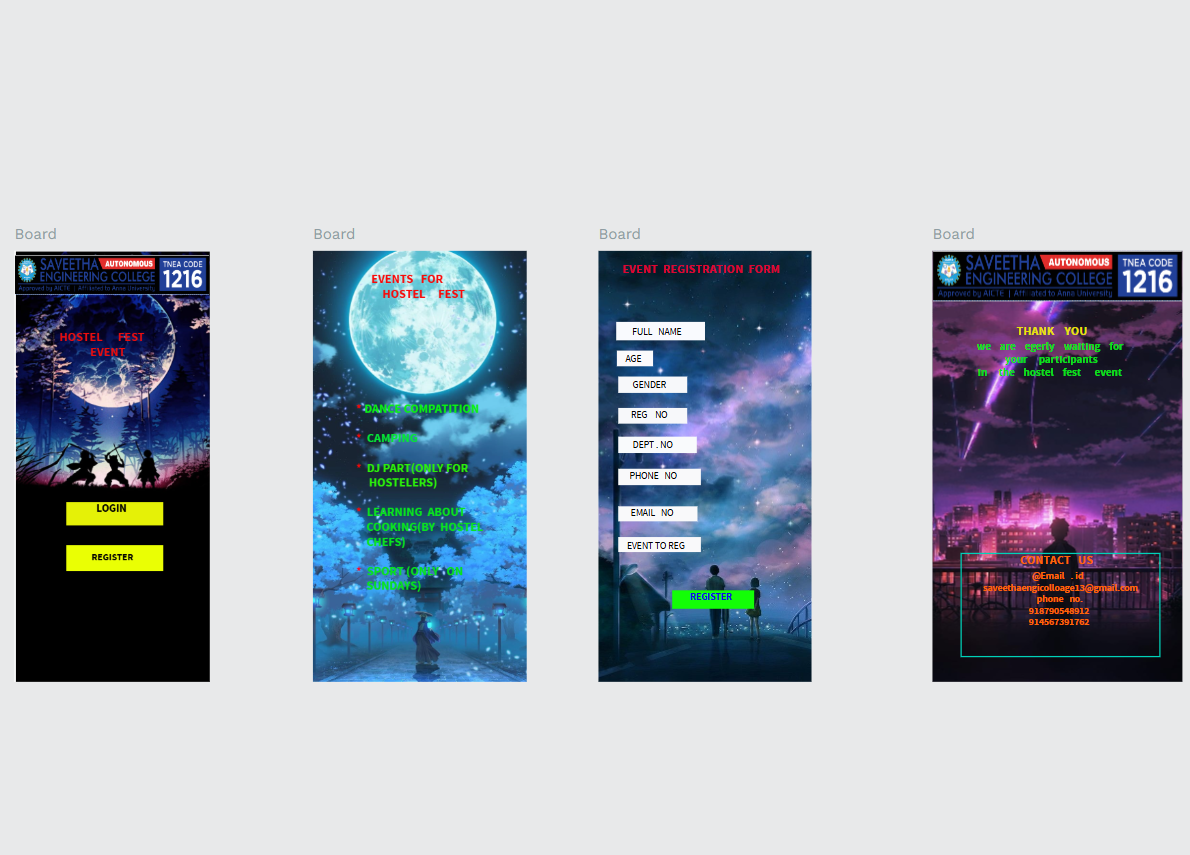 Board
SAVEETHA AUTONOMOUS TNEA CODE
ENGINEERING COLLEGE 1216
Approved by AICTE | Affiliated to Anna University
HOSTEL FEST
EVENT
LOGIN
REGISTER
Board
EVENTS FOR
HOSTEL FEST
* DANCE COMPATITION
* CAMPING
* DJ PART(ONLY FOR
HOSTELERS)
* LEARNING ABOUT
COOKING(BY HOSTEL
CHEFS)
* SPORT (ONLY ON
SUNDAYS)
Board
EVENT REGISTRATION FORM
FULL NAME
AGE
GENDER
REG NO
DEPT . NO
PHONE NO
EMAIL NO
EVENT TO REG
REGISTER
Board
SAVEETHA AUTONOMOUS TNEA CODE
ENGINEERING COLLEGE 1216
Approved by AICTE | Affiliated to Anna University
THANK YOU
we are egerly waiting for
your participants
in the hostel fest event
CONTACT US
@Email . id
saveethaengicolloage13@gmail.com
phone no.
918790548912
914567391762